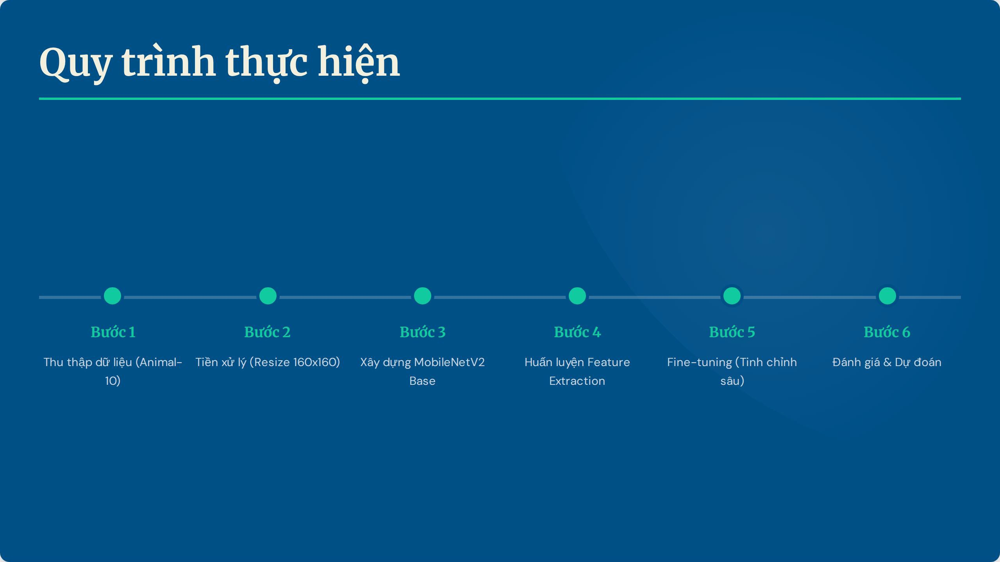 Quy trình thực hiện
Bước 1
Thu thập dữ liệu (Animal-
10)
Bước 2
Tiền xử lý (Resize 160x160)
Bước 3
Xây dựng MobileNetV2
Base
Bước 4
Huấn luyện Feature
Extraction
Bước 5
Fine-tuning (Tinh chỉnh
sâu)
Bước 6
Đánh giá & Dự đoán